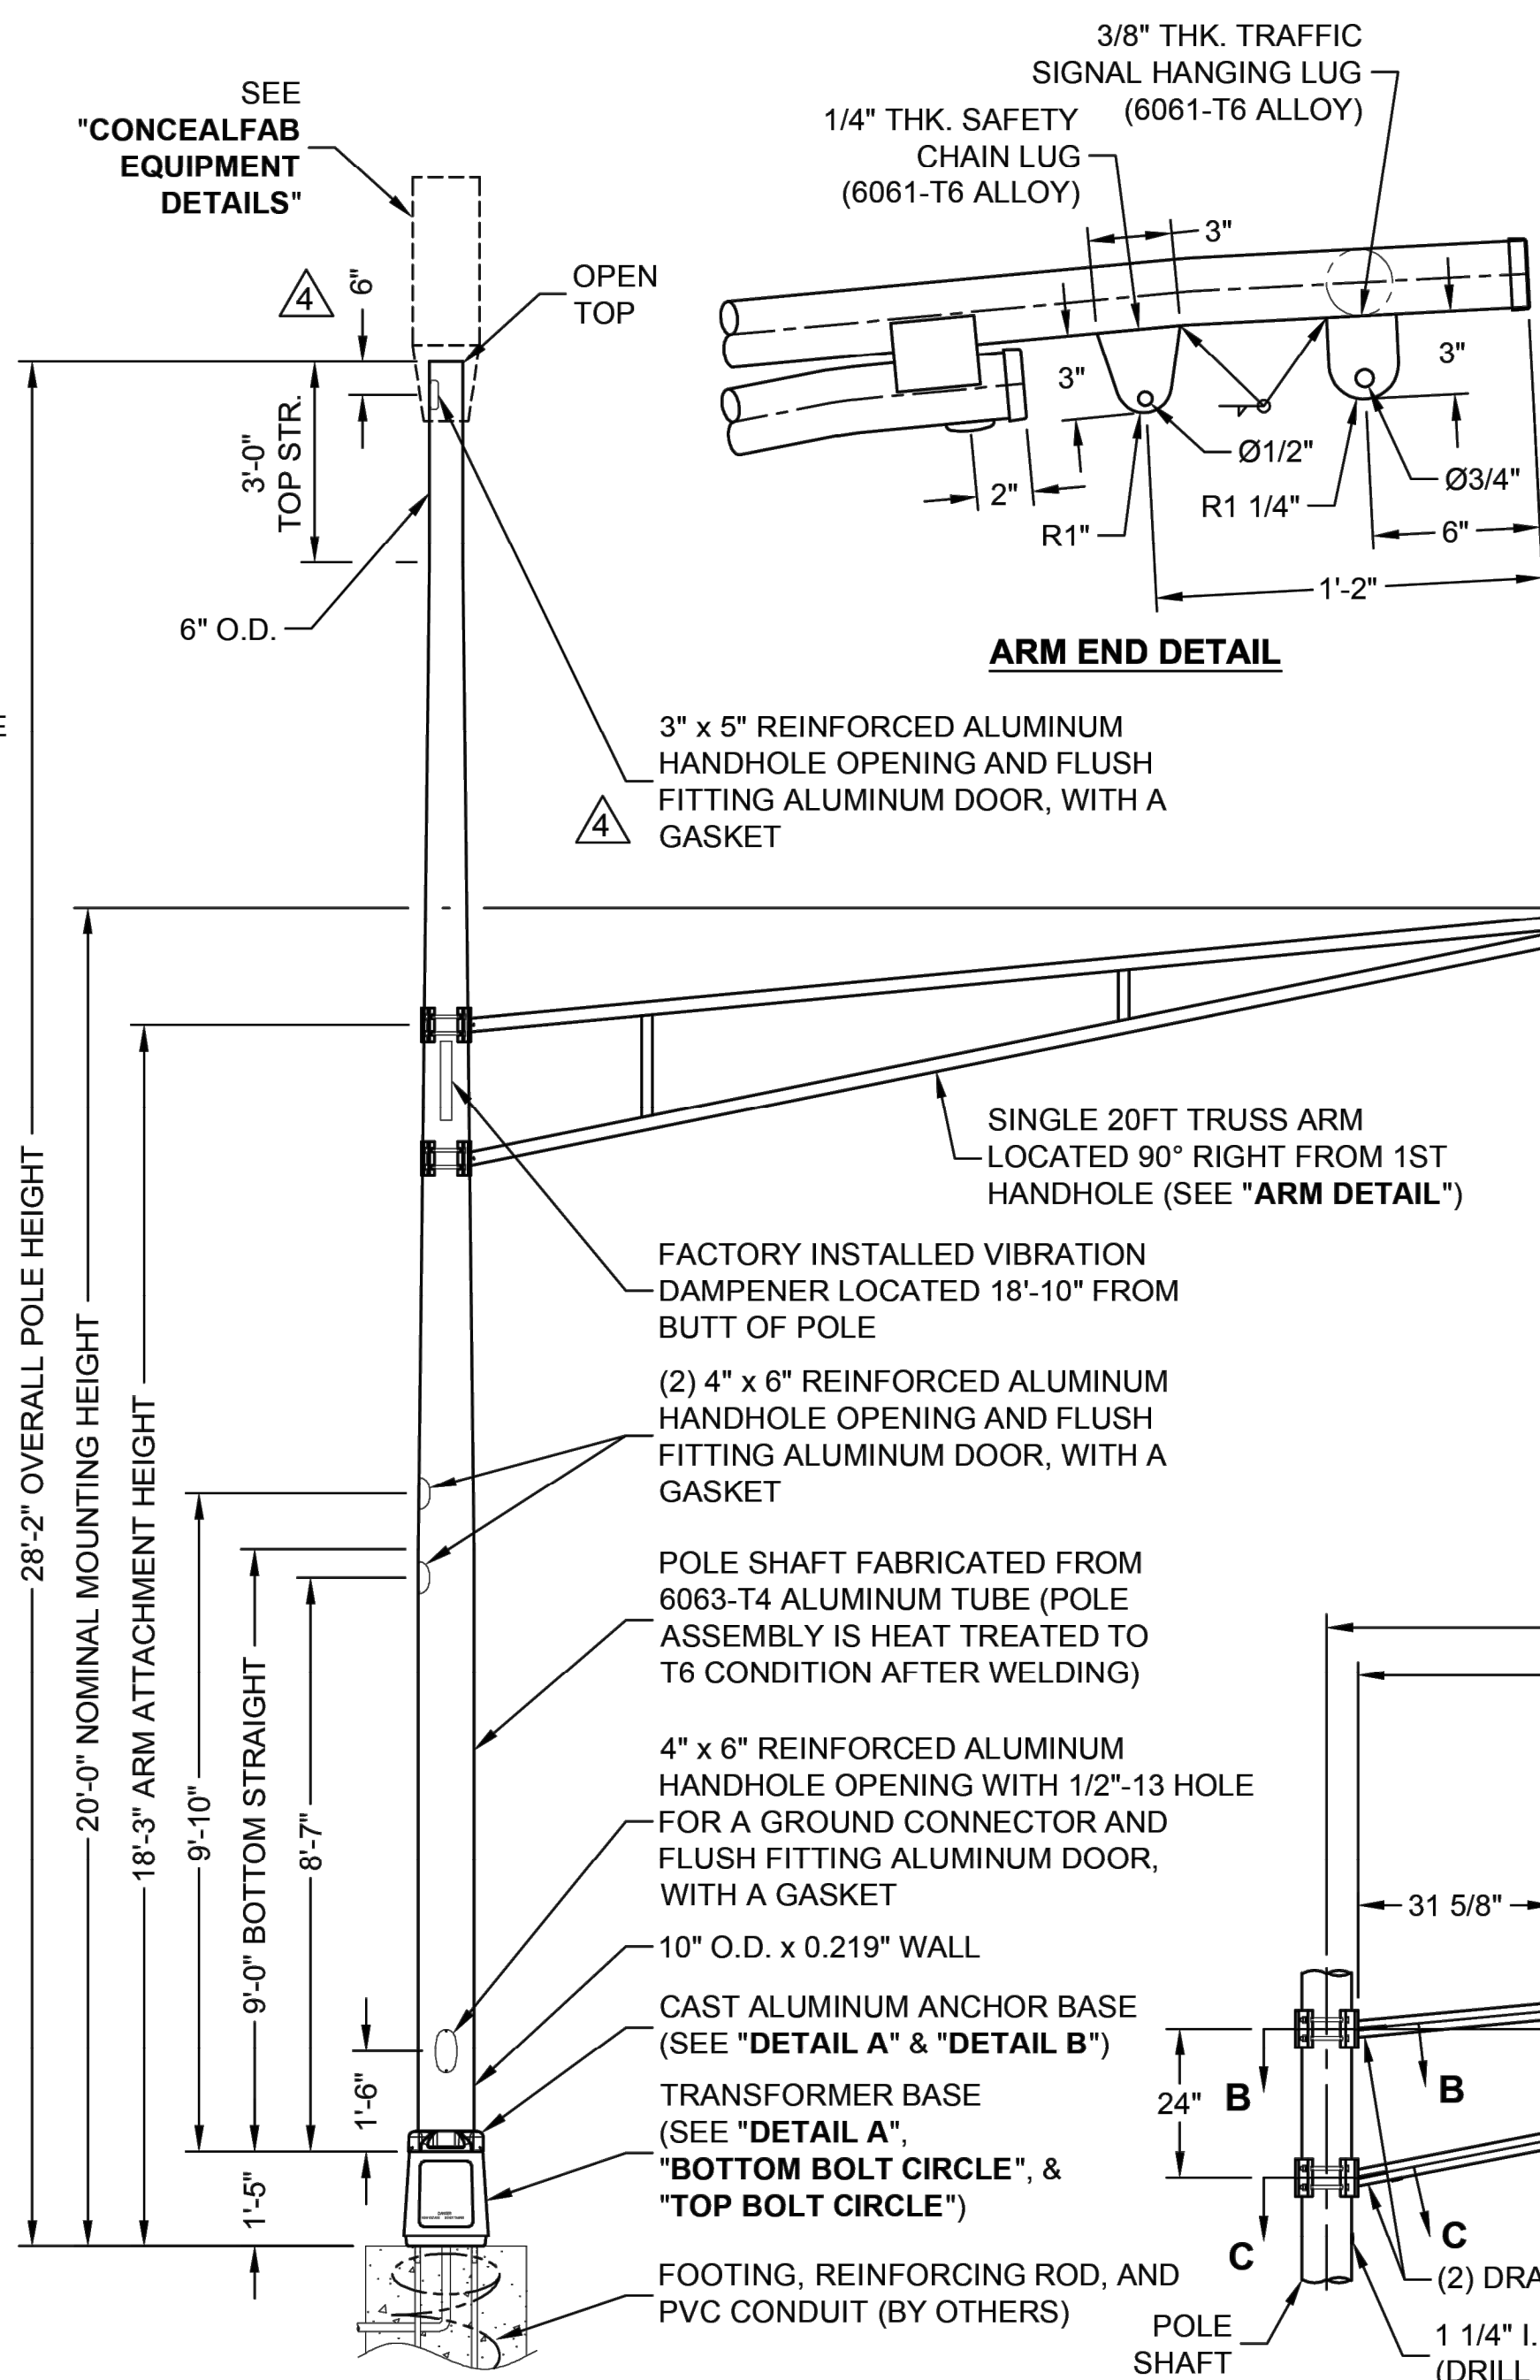 SEE
"CONCEALFAB
EQUIPMENT
DETAILS"
4
6"
OPEN
TOP
3'-0"
TOP STR.
6" O.D.
3/8" THK. TRAFFIC
SIGNAL HANGING LUG
(6061-T6 ALLOY)
1/4" THK. SAFETY
CHAIN LUG
(6061-T6 ALLOY)
3"
3"
3"
Ø1/2"
Ø3/4"
2"
R1"
R1 1/4"
6"
1'-2"
ARM END DETAIL
E
3" x 5" REINFORCED ALUMINUM
HANDHOLE OPENING AND FLUSH
FITTING ALUMINUM DOOR, WITH A
GASKET
4
SINGLE 20FT TRUSS ARM
LOCATED 90° RIGHT FROM 1ST
HANDHOLE (SEE "ARM DETAIL")
FACTORY INSTALLED VIBRATION
DAMPENER LOCATED 18'-10" FROM
BUTT OF POLE
(2) 4" x 6" REINFORCED ALUMINUM
HANDHOLE OPENING AND FLUSH
FITTING ALUMINUM DOOR, WITH A
GASKET
POLE SHAFT FABRICATED FROM
6063-T4 ALUMINUM TUBE (POLE
ASSEMBLY IS HEAT TREATED TO
T6 CONDITION AFTER WELDING)
4" x 6" REINFORCED ALUMINUM
HANDHOLE OPENING WITH 1/2"-13 HOLE
FOR A GROUND CONNECTOR AND
FLUSH FITTING ALUMINUM DOOR,
WITH A GASKET
10" O.D. x 0.219" WALL
CAST ALUMINUM ANCHOR BASE
(SEE "DETAIL A" & "DETAIL B")
TRANSFORMER BASE
(SEE "DETAIL A",
"BOTTOM BOLT CIRCLE", &
"TOP BOLT CIRCLE")
FOOTING, REINFORCING ROD, AND
PVC CONDUIT (BY OTHERS)
28'-2" OVERALL POLE HEIGHT
20'-0" NOMINAL MOUNTING HEIGHT
18'-3" ARM ATTACHMENT HEIGHT
9'-10"
9'-0" BOTTOM STRAIGHT
8'-7"
1'-6"
1'-5"
31 5/8"
24"
B
B
C
C
(2) DRA
POLE
SHAFT
1 1/4" I.
(DRILL